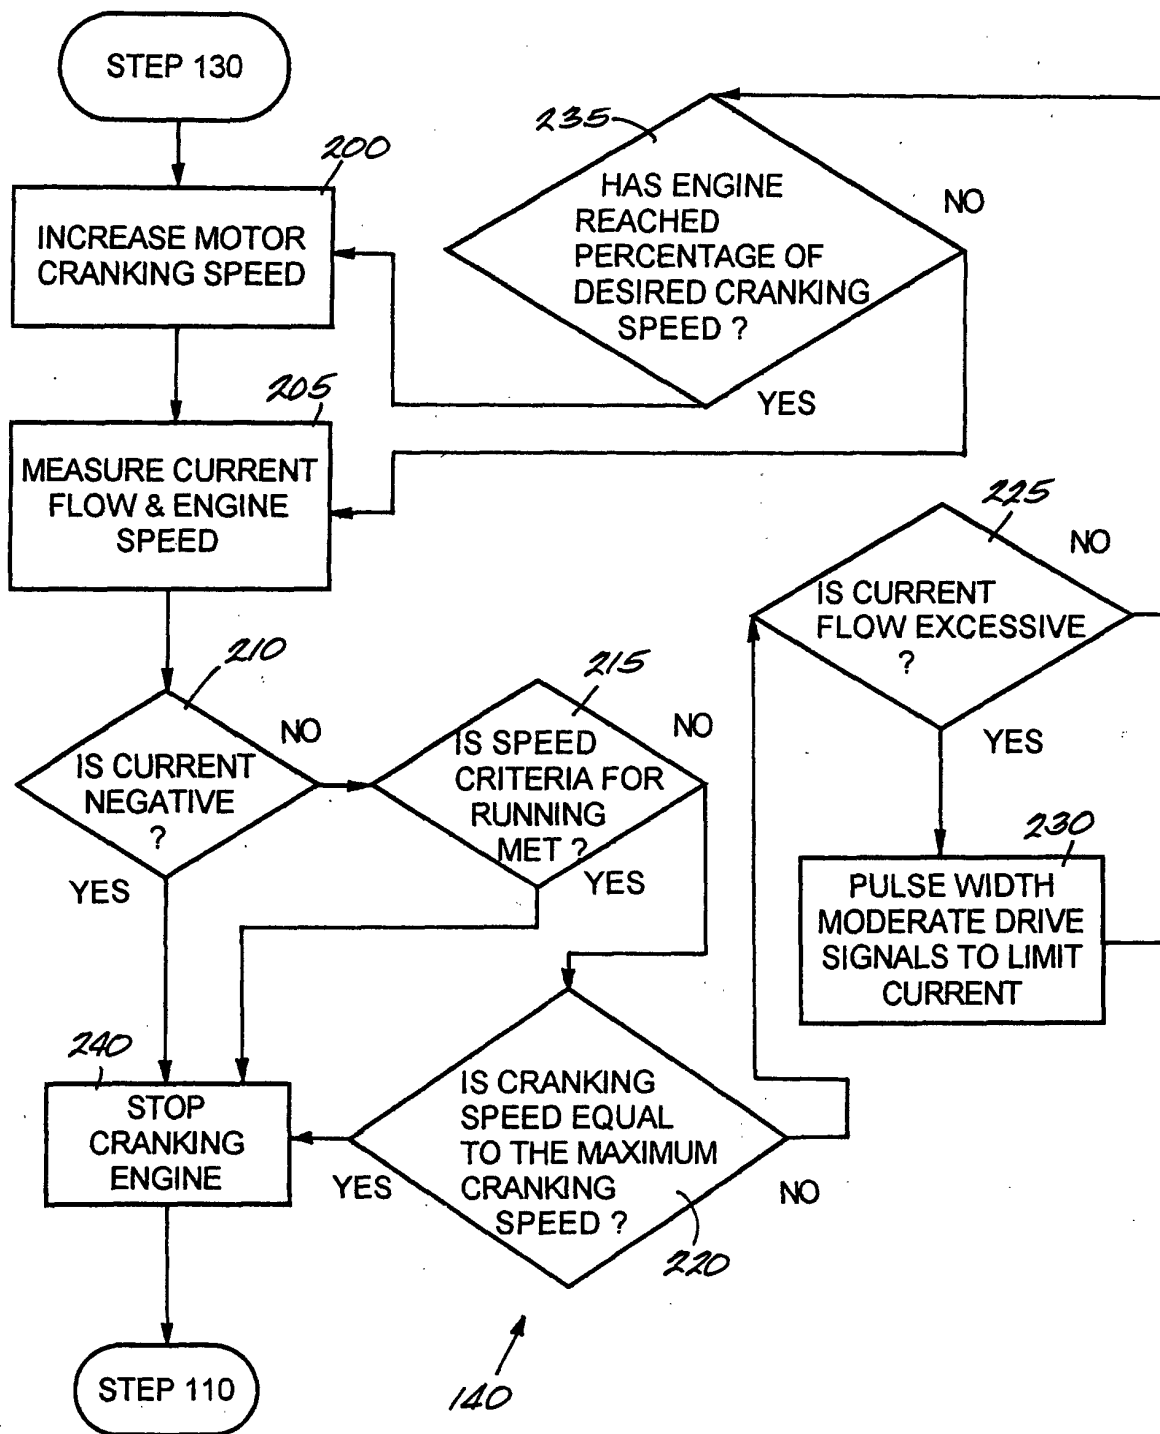 STEP 130
200
INCREASE MOTOR
CRANKING SPEED
235
HAS ENGINE
REACHED
PERCENTAGE OF
DESIRED CRANKING
SPEED ?
NO
YES
205
MEASURE CURRENT
FLOW & ENGINE
SPEED
225
IS CURRENT
FLOW EXCESSIVE
?
NO
YES
210
IS CURRENT
NEGATIVE
?
NO
YES
215
IS SPEED
CRITERIA FOR
RUNNING
MET ?
NO
YES
230
PULSE WIDTH
MODERATE DRIVE
SIGNALS TO LIMIT
CURRENT
240
STOP
CRANKING
ENGINE
IS CRANKING
SPEED EQUAL
TO THE MAXIMUM
CRANKING
SPEED ?
YES
NO
220
STEP 110
140